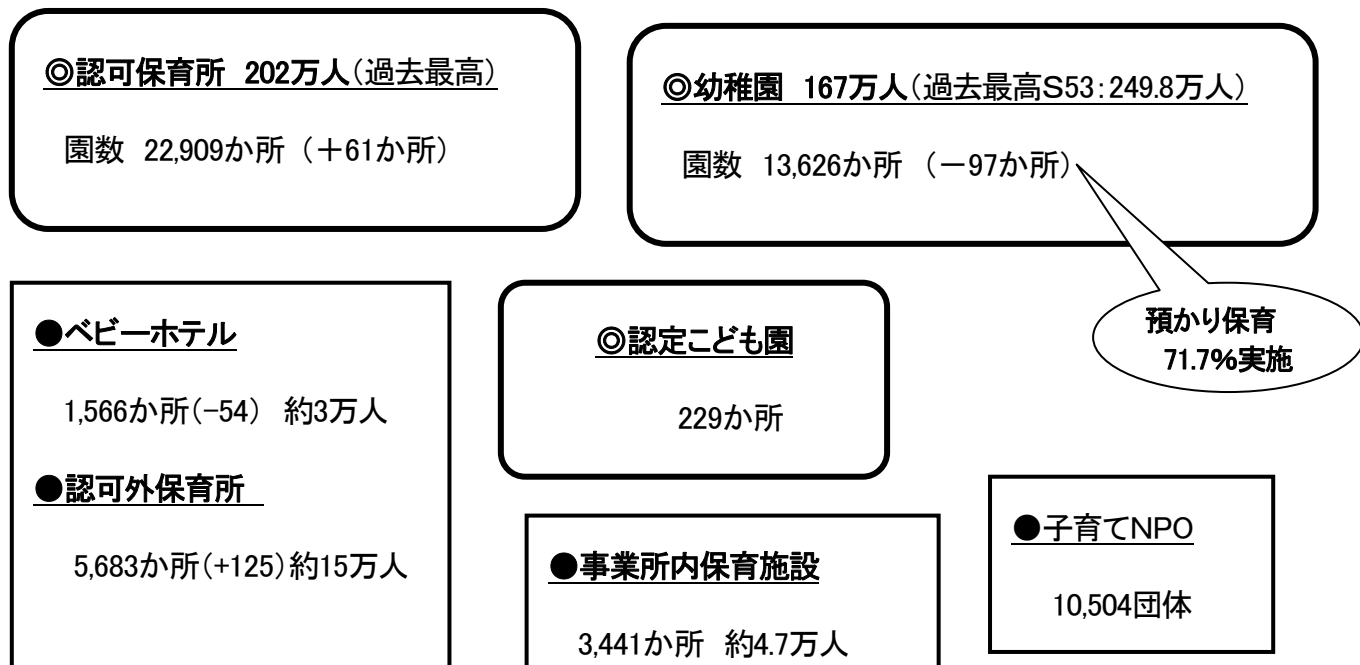 ◎認可保育所 202万人(過去最高)
園数 22,909か所 (+61か所)
◎幼稚園 167万人(過去最高S53:249.8万人)
園数 13,626か所 (-97か所)
預かり保育
71.7%実施
●ベビーホテル
1,566か所(-54) 約3万人
●認可外保育所
5,683か所(+125)約15万人
◎認定こども園
229か所
●事業所内保育施設
3,441か所 約4.7万人
●子育てNPO
10,504団体